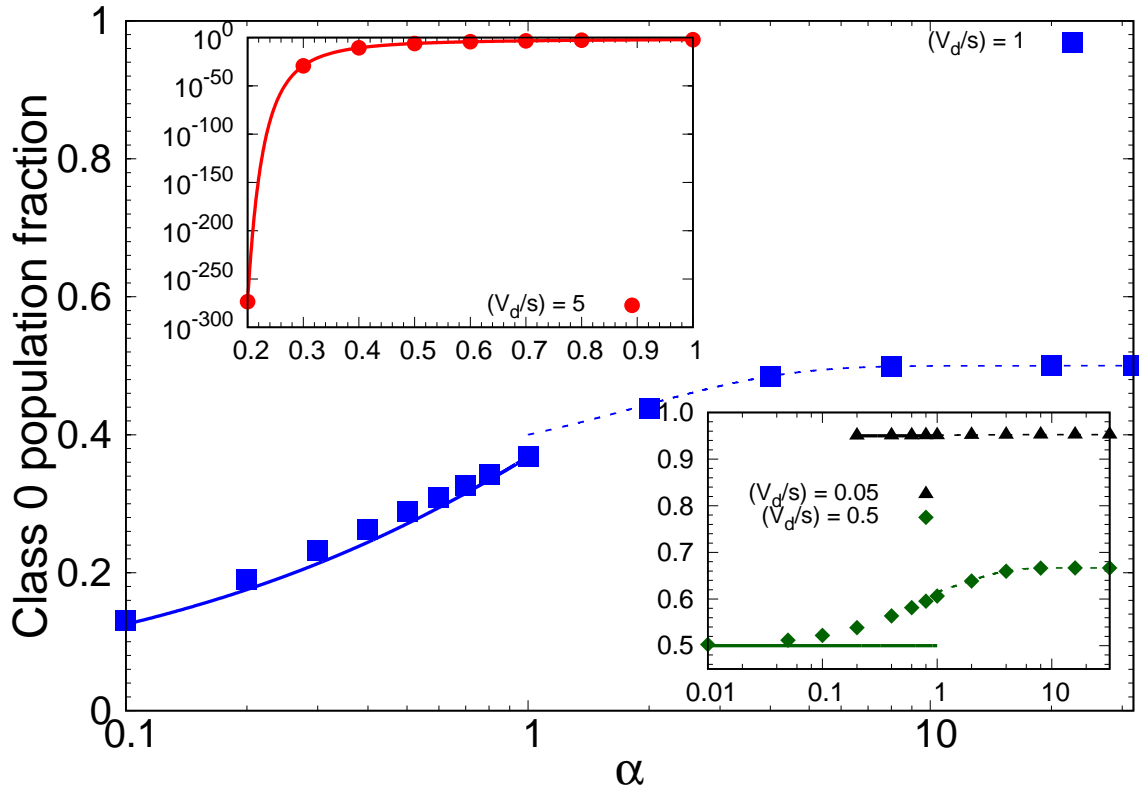 Class 0 population fraction
1
0.8
0.6
0.4
0.2
0
0.1
1
10
α
(V_d/s) = 1
10^0
10^-50
10^-100
10^-150
10^-200
10^-250
10^-300
0.2 0.3 0.4 0.5 0.6 0.7 0.8 0.9 1
(V_d/s) = 5
1.0
0.9
0.8
0.7
0.6
0.5
0.01 0.1 1 10
(V_d/s) = 0.05
(V_d/s) = 0.5